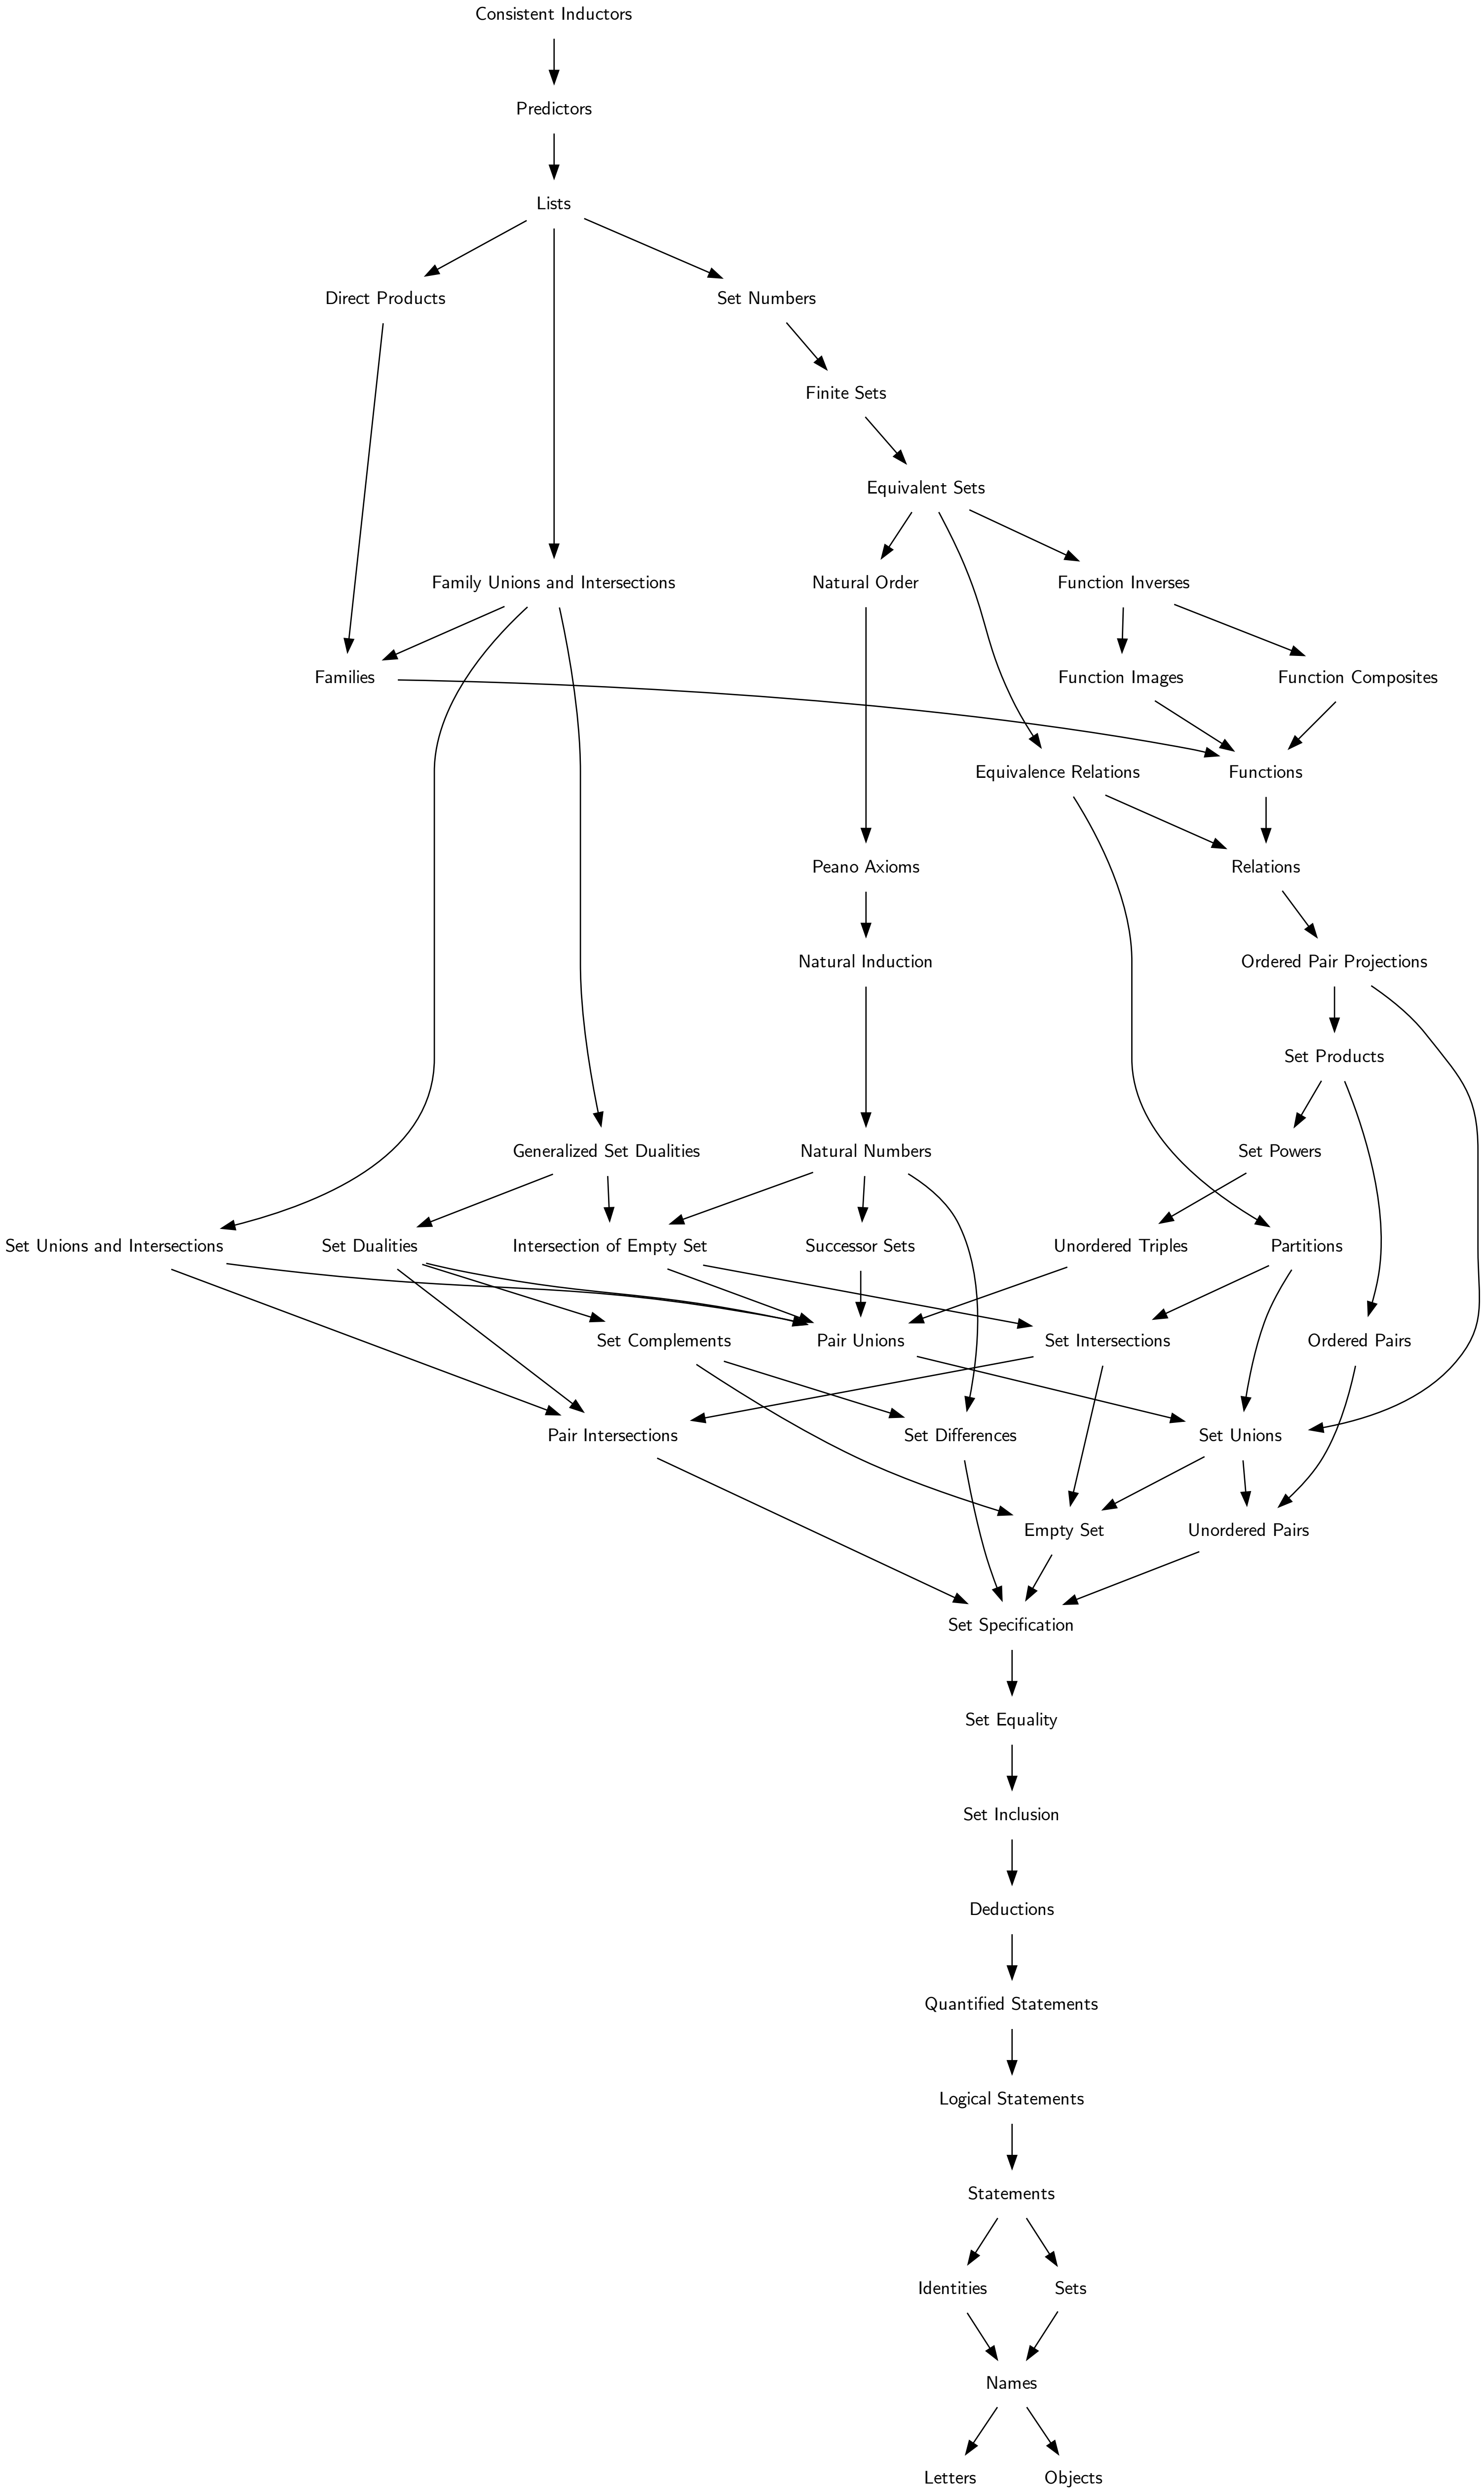 Consistent Inductors
Predictors
Lists
Direct Products
Set Numbers
Finite Sets
Equivalent Sets
Family Unions and Intersections
Natural Order
Function Inverses
Families
Function Images
Function Composites
Equivalence Relations
Functions
Peano Axioms
Relations
Natural Induction
Ordered Pair Projections
Set Products
Generalized Set Dualities
Natural Numbers
Set Powers
Set Unions and Intersections
Set Dualities
Intersection of Empty Set
Successor Sets
Unordered Triples
Partitions
Set Complements
Pair Unions
Set Intersections
Ordered Pairs
Pair Intersections
Set Differences
Set Unions
Empty Set
Unordered Pairs
Set Specification
Set Equality
Set Inclusion
Deductions
Quantified Statements
Logical Statements
Statements
Identities
Sets
Names
Letters
Objects